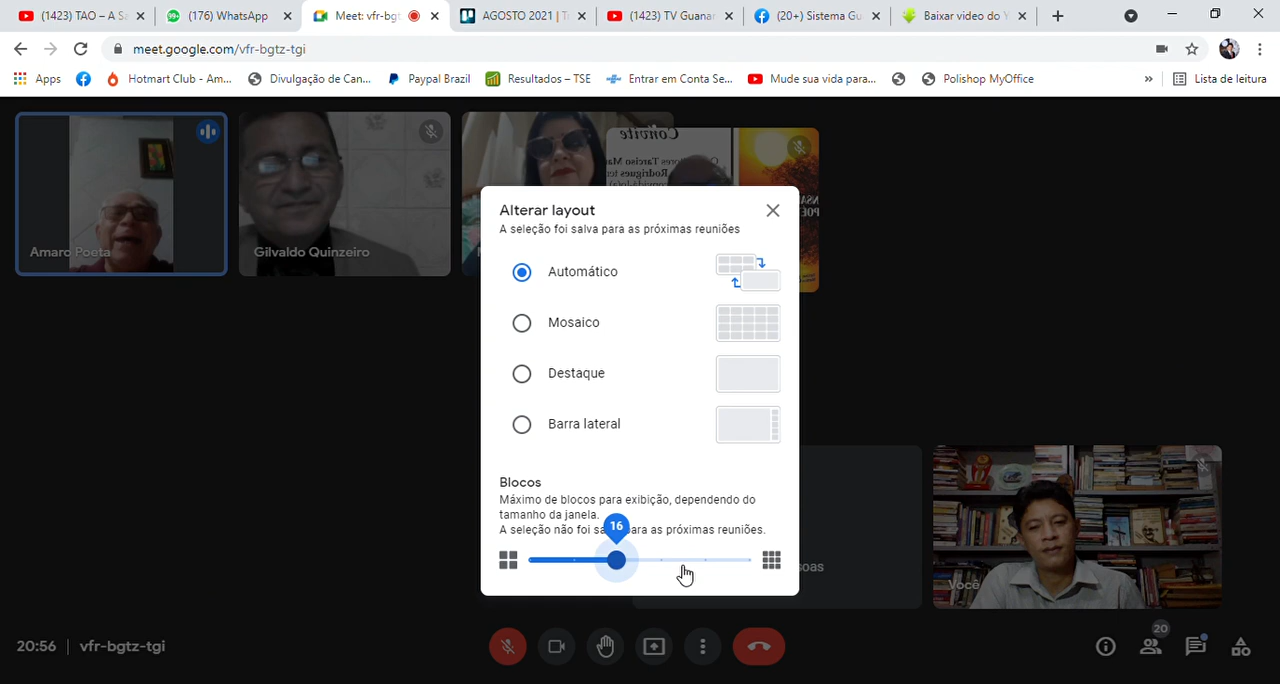 (1423) TAO – A Sa
(176) WhatsApp
Meet: vfr-bgt
AGOSTO 2021 | T
(1423) TV Guanar
(20+) Sistema Gu
Baixar video do Y
meet.google.com/vfr-bgtz-tgi
Apps
Hotmart Club - Am...
Divulgação de Can...
Paypal Brazil
Resultados – TSE
Entrar em Conta Se...
Mude sua vida para...
Polishop MyOffice
»
Lista de leitura
Convite
Amaro Poeta
Gilvaldo Quinzeiro
Alterar layout
A seleção foi salva para as próximas reuniões
Automático
Mosaico
Destaque
Barra lateral
Blocos
Máximo de blocos para exibição, dependendo do
tamanho da janela.
A seleção não foi sa para as próximas reuniões.
16
soas
Você
20:56 | vfr-bgtz-tgi
20